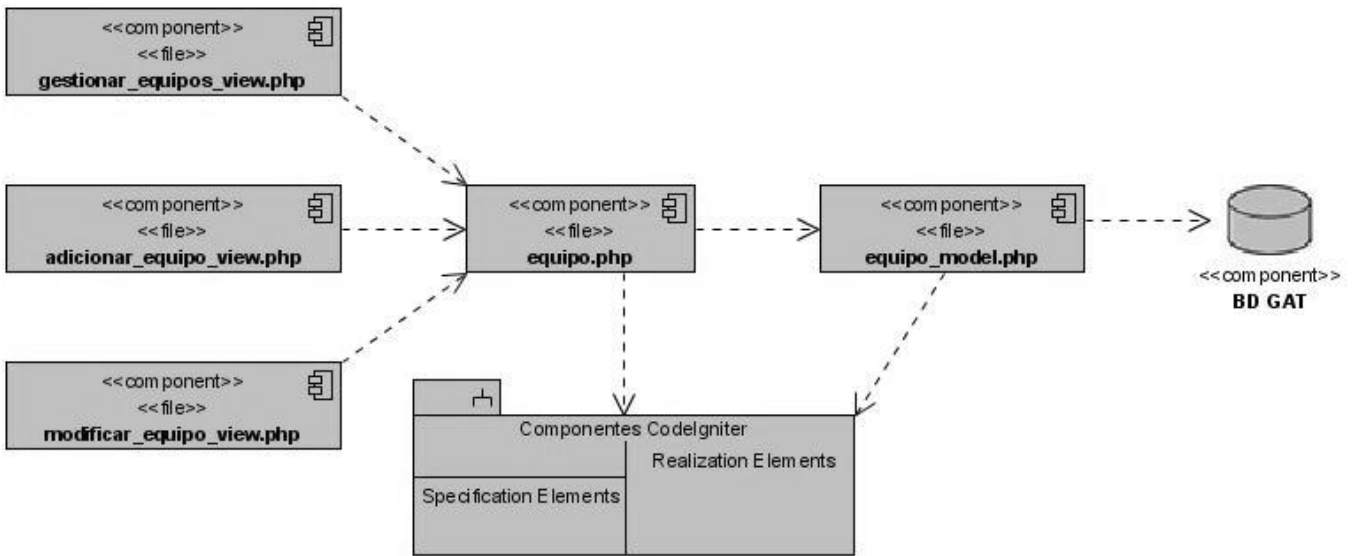 <<component>>
<<file>>
gestionar_equipos_view.php
<<component>>
<<file>>
adicionar_equipo_view.php
<<component>>
<<file>>
equipo.php
<<component>>
<<file>>
equipo_model.php
<<component>>
BD GAT
<<component>>
<<file>>
modificar_equipo_view.php
Componentes CodeIgniter
Realization Elements
Specification Elements